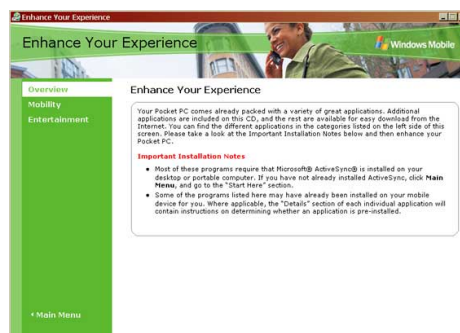 Enhance Your Experience
Enhance Your Experience
Windows Mobile
Overview
Mobility
Entertainment
Enhance Your Experience
Your Pocket PC comes already packed with a variety of great applications. Additional
applications are included on this CD, and the rest are available for easy download from the
Internet. You can find the different applications in the categories listed on the left side of this
screen. Please take a look at the Important Installation Notes below and then enhance your
Pocket PC.
Important Installation Notes
• Most of these programs require that Microsoft® ActiveSync® is installed on your
desktop or portable computer. If you have not already installed ActiveSync, click Main
Menu, and go to the "Start Here" section.
• Some of the programs listed here may have already been installed on your mobile
device for you. Where applicable, the "Details" section of each individual application will
contain instructions on determining whether an application is pre-installed.
Main Menu